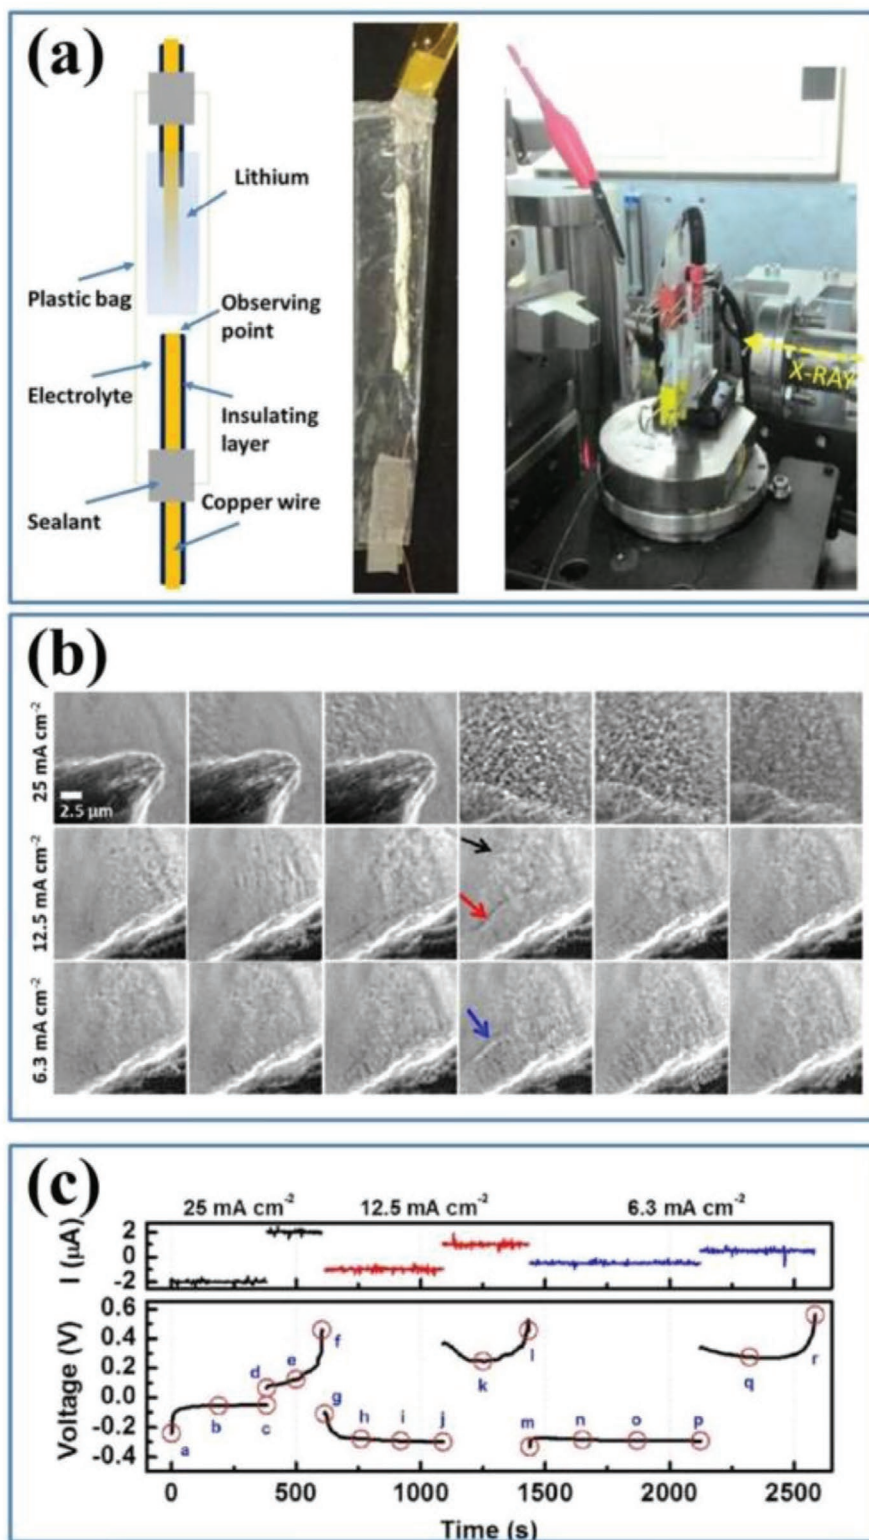 (a)
Lithium
Plastic bag
Observing
point
Electrolyte
Insulating
layer
Copper wire
Sealant
X-RAY
(b)
25 mA cm⁻²
2.5 µm
12.5 mA cm⁻²
6.3 mA cm⁻²
(c)
25 mA cm⁻² 12.5 mA cm⁻² 6.3 mA cm⁻²
I (µA)
2
0
-2
Voltage (V)
0.6
0.4
0.2
0.0
-0.2
-0.4
a b c d e f g h i j k l m n o p q r
0 500 1000 1500 2000 2500
Time (s)